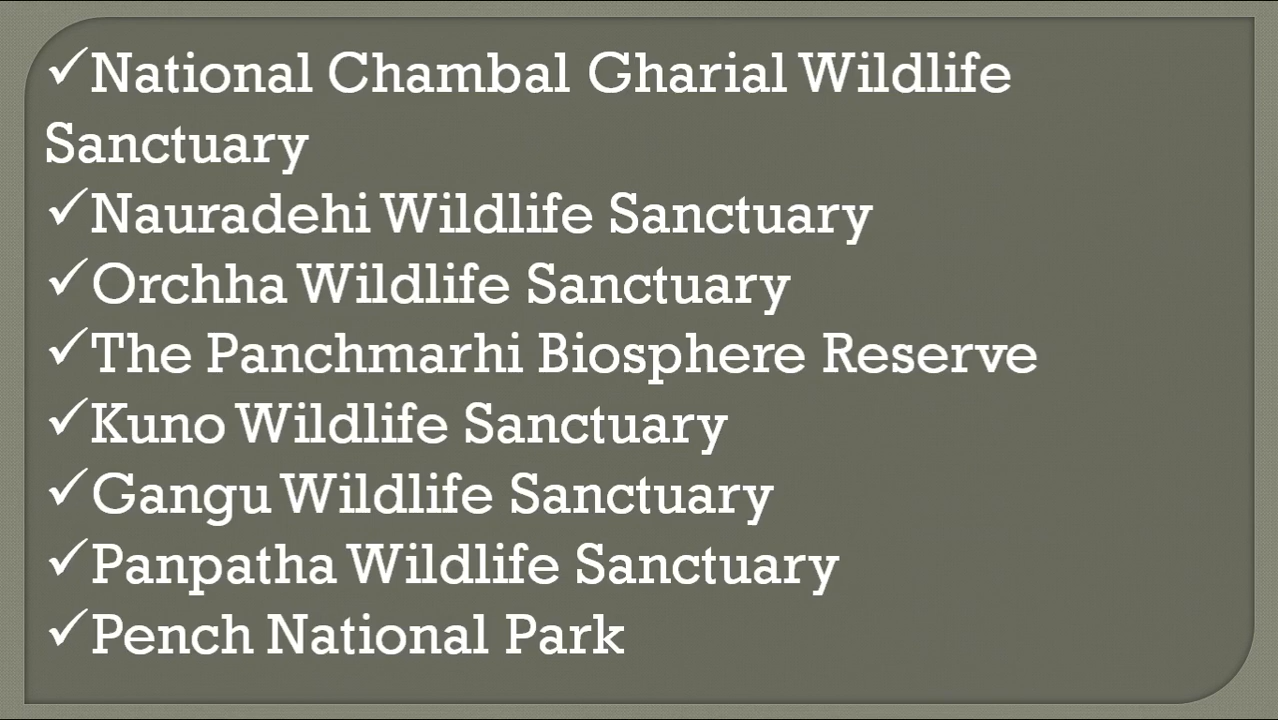 ✓National Chambal Gharial Wildlife
Sanctuary
✓Nauradehi Wildlife Sanctuary
✓Orchha Wildlife Sanctuary
✓The Panchmarhi Biosphere Reserve
✓Kuno Wildlife Sanctuary
✓Gangu Wildlife Sanctuary
✓Panpatha Wildlife Sanctuary
✓Pench National Park